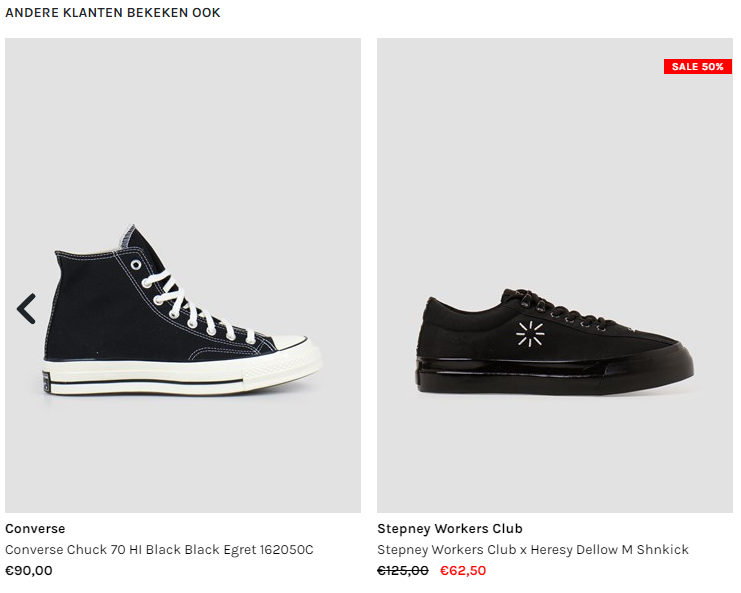 ANDERE KLANTEN BEKEKEN OOK
SALE 50%
Converse
Converse Chuck 70 HI Black Black Egret 162050C
€90,00
Stepney Workers Club
Stepney Workers Club x Heresy Dellow M Shnkick
€125,00 €62,50